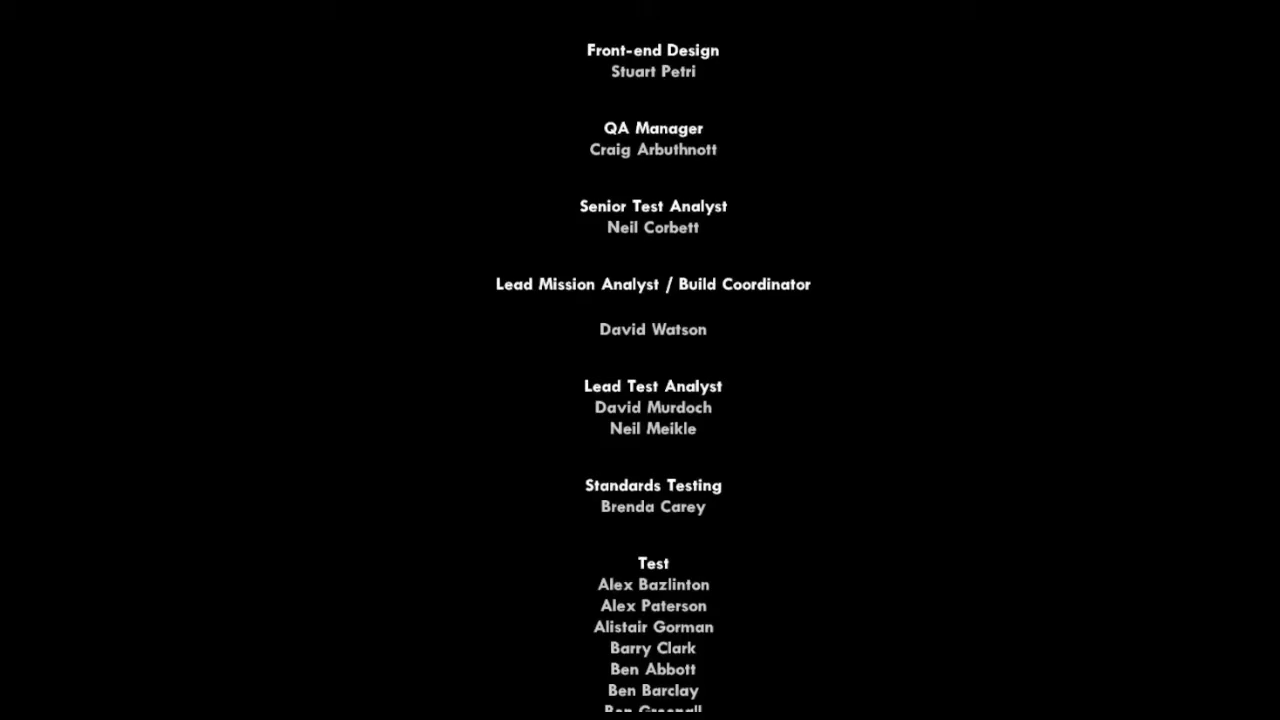 Front-end Design
Stuart Petri
QA Manager
Craig Arbuthnott
Senior Test Analyst
Neil Corbett
Lead Mission Analyst / Build Coordinator
David Watson
Lead Test Analyst
David Murdoch
Neil Meikle
Standards Testing
Brenda Carey
Test
Alex Bazlinton
Alex Paterson
Alistair Gorman
Barry Clark
Ben Abbott
Ben Barclay
Ben Greenall